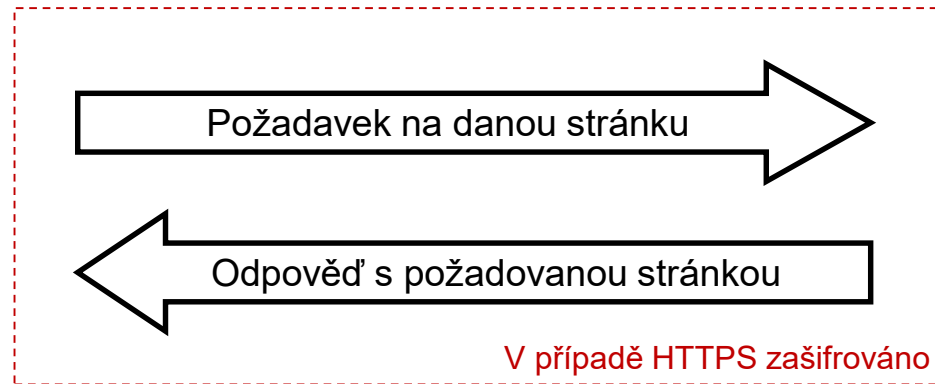 Požadavek na danou stránku
Odpověď s požadovanou stránkou
V případě HTTPS zašifrováno